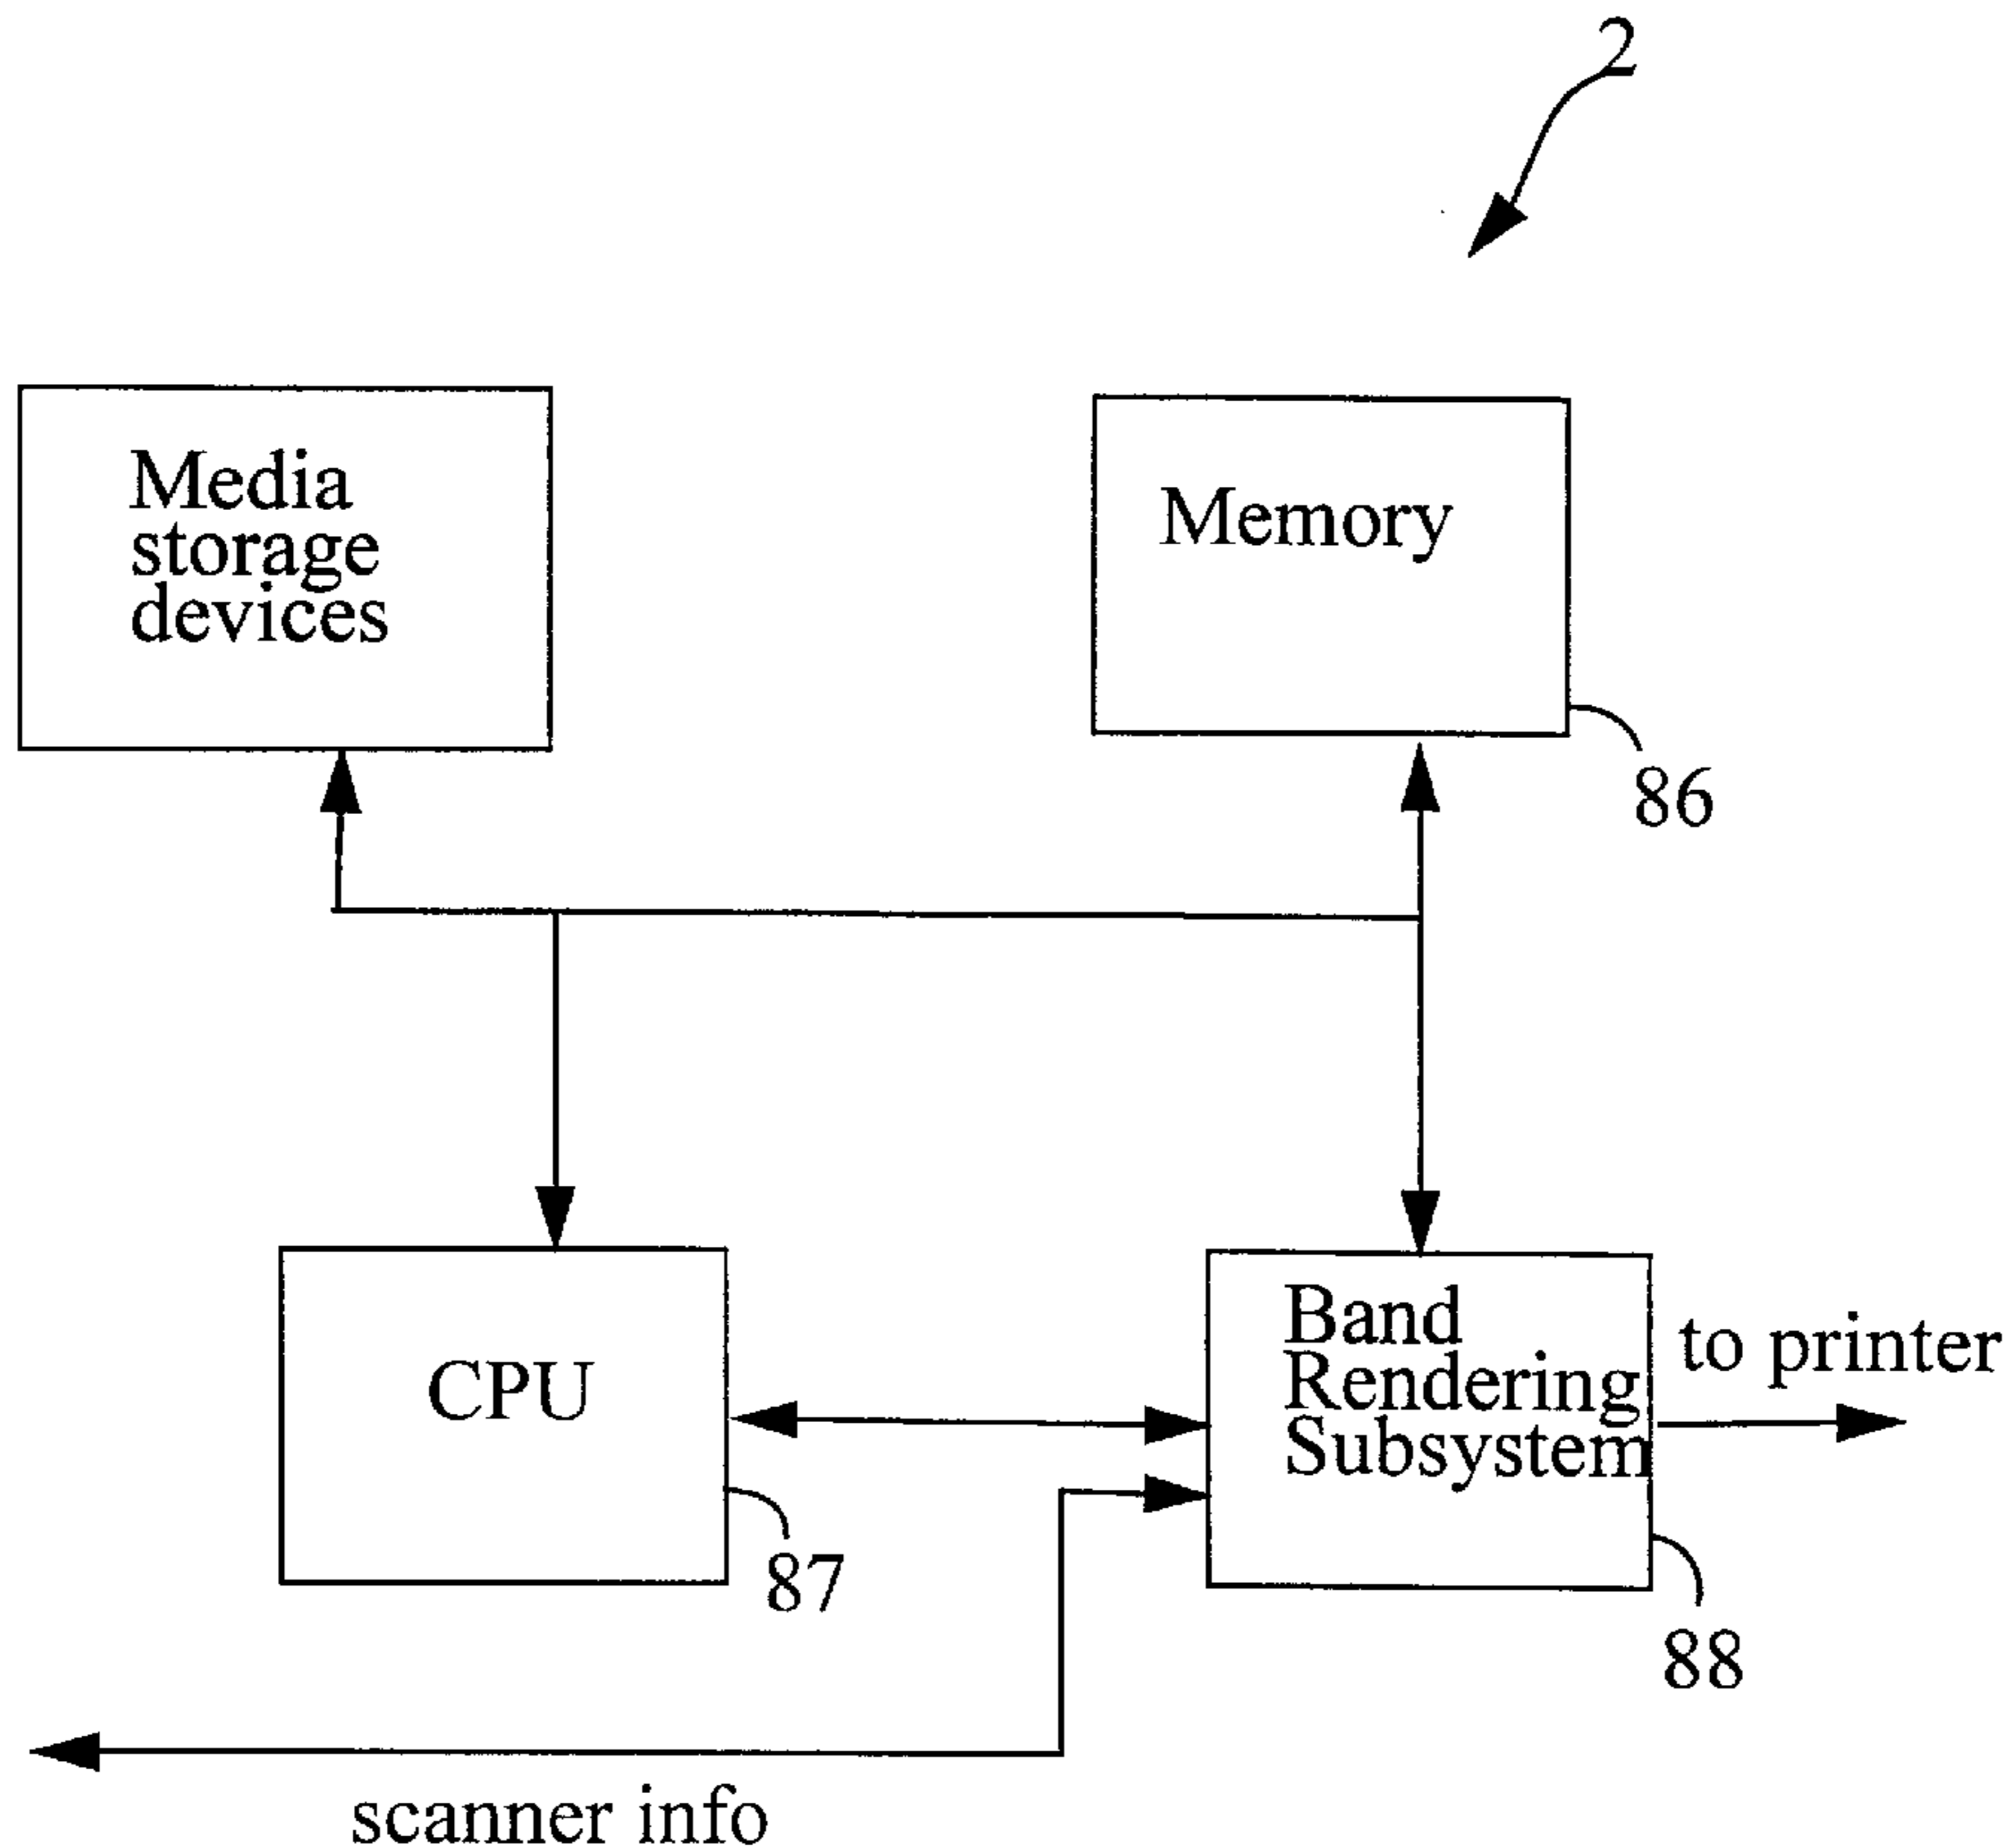 2
Media
storage
devices
Memory
86
CPU
87
Band
Rendering
Subsystem
to printer
88
scanner info